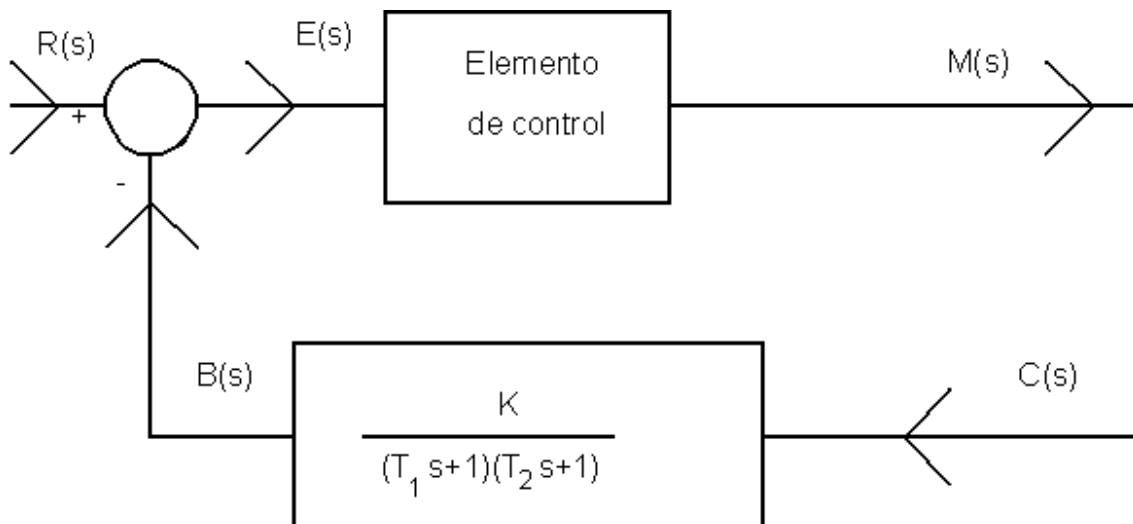 R(s)
E(s)
Elemento
de control
M(s)
+
-
B(s)
K
(T1 s+1)(T2 s+1)
C(s)